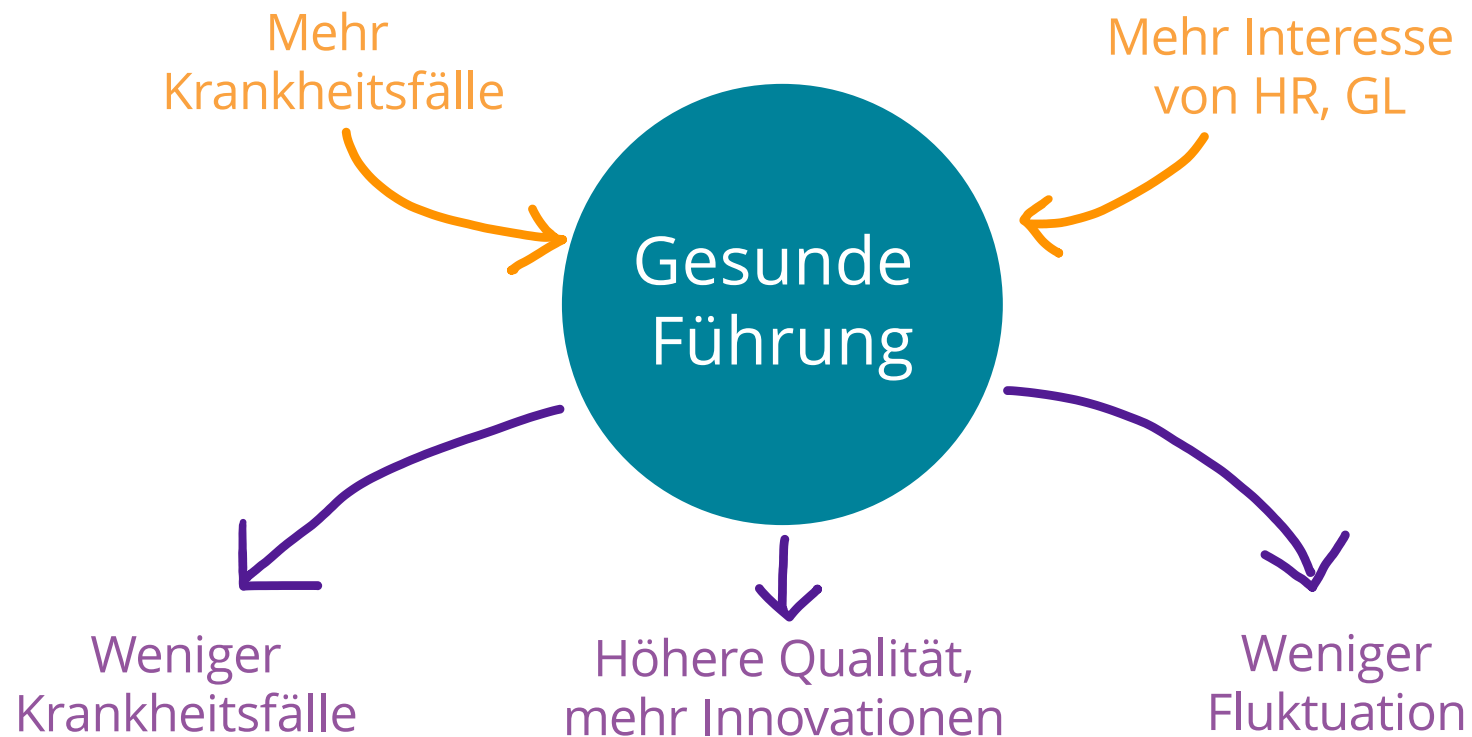 Mehr
Krankheitsfälle
Mehr Interesse
von HR, GL
Gesunde
Führung
Weniger
Krankheitsfälle
Höhere Qualität,
mehr Innovationen
Weniger
Fluktuation